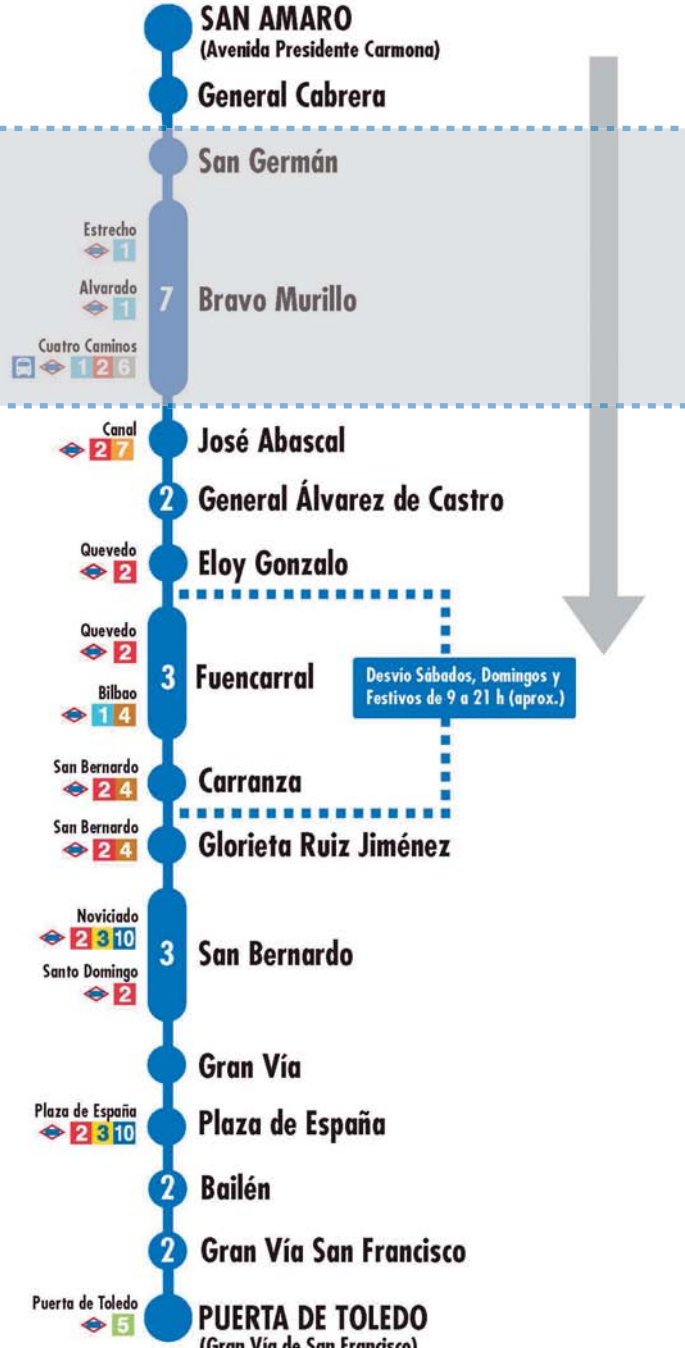 SAN AMARO
(Avenida Presidente Carmona)
General Cabrera
San Germán
Estrecho
1
Alvarado
1
7 Bravo Murillo
Cuatro Caminos
1 2 6
Canal
2 7
José Abascal
2 General Álvarez de Castro
Quevedo
2
Eloy Gonzalo
Quevedo
2
3 Fuencarral
Desvío Sábados, Domingos y
Festivos de 9 a 21 h (aprox.)
Bilbao
1 4
San Bernardo
2 4
Carranza
San Bernardo
2 4
Glorieta Ruiz Jiménez
Noviciado
2 3 10
3 San Bernardo
Santo Domingo
2
Gran Vía
Plaza de España
2 3 10
Plaza de España
2 Bailén
2 Gran Vía San Francisco
Puerta de Toledo
5
PUERTA DE TOLEDO
(Gran Vía de San Francisco)